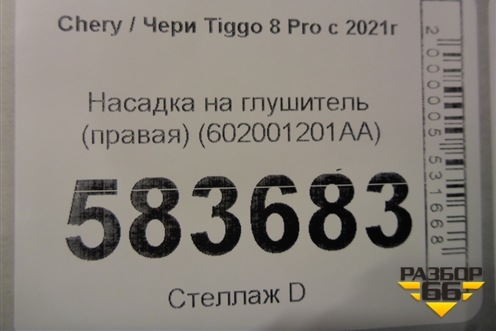 Chery / Чери Tiggo 8 Pro с 2021г
Насадка на глушитель
(правая) (602001201AA)
583683
Стеллаж D
2000005531668
РАЗБОР
66